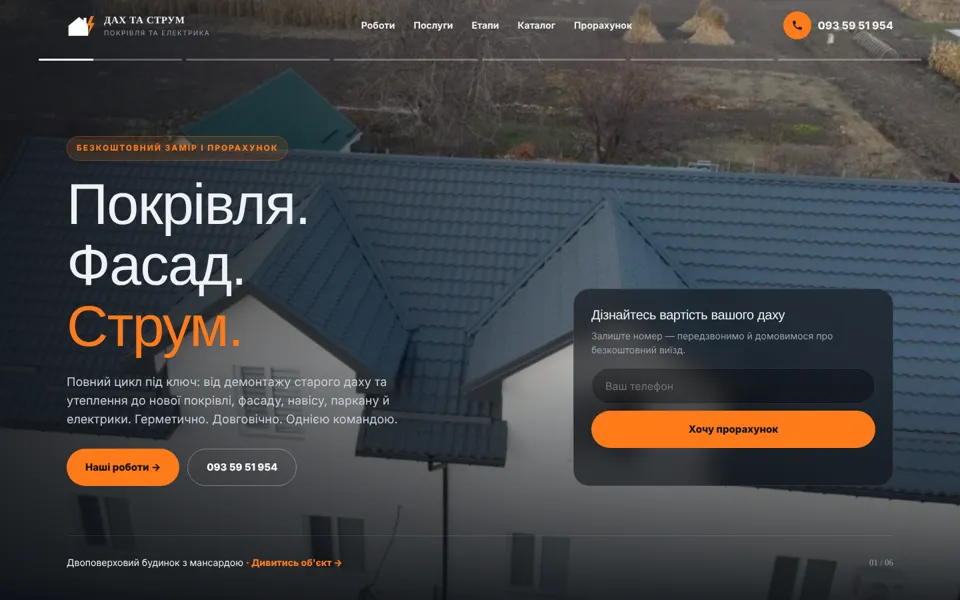 ДАХ ТА СТРУМ
ПОКРІВЛЯ ТА ЕЛЕКТРИКА
Роботи
Послуги
Етапи
Каталог
Прорахунок
093 59 51 954
БЕЗКОШТОВНИЙ ЗАМІР І ПРОРАХУНОК
Покрівля.
Фасад.
Струм.
Повний цикл під ключ: від демонтажу старого даху та
утеплення до нової покрівлі, фасаду, навісу, паркану й
електрики. Герметично. Довговічно. Однією командою.
Наші роботи →
093 59 51 954
Дізнайтесь вартість вашого даху
Залиште номер — передзвонимо й домовимося про
безкоштовний виїзд.
Ваш телефон
Хочу прорахунок
Двоповерховий будинок з мансардою · Дивитись об'єкт →
01 / 06